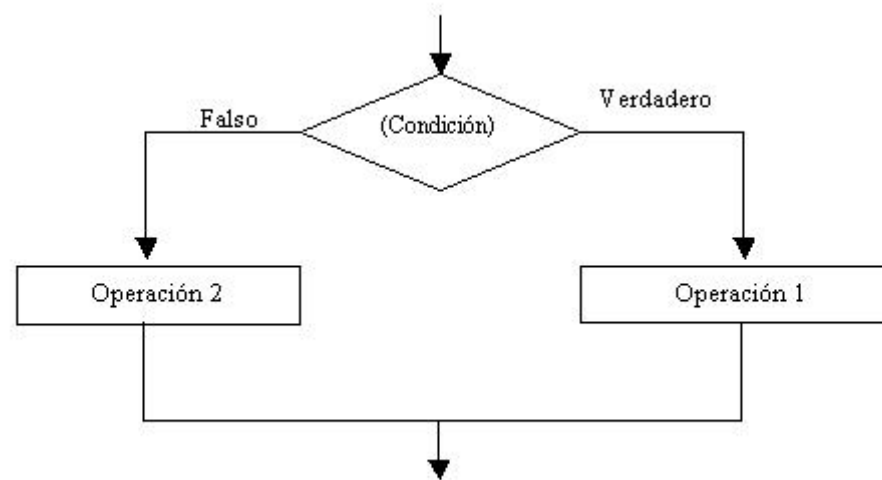 Verdadero
Falso
(Condición)
Operación 2
Operación 1